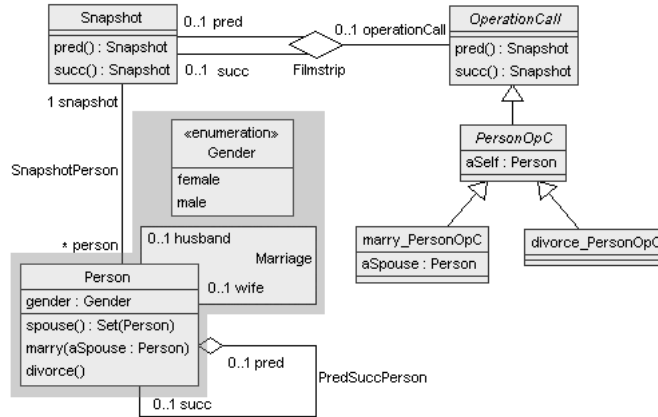 Snapshot
pred() : Snapshot
succ() : Snapshot
0..1 pred
0..1 succ
Filmstrip
0..1 operationCall
OperationCall
pred() : Snapshot
succ() : Snapshot
1 snapshot
SnapshotPerson
* person
«enumeration»
Gender
female
male
PersonOpC
aSelf : Person
marry_PersonOpC
aSpouse : Person
divorce_PersonOpC
0..1 husband
Marriage
0..1 wife
Person
gender : Gender
spouse() : Set(Person)
marry(aSpouse : Person)
divorce()
0..1 pred
PredSuccPerson
0..1 succ